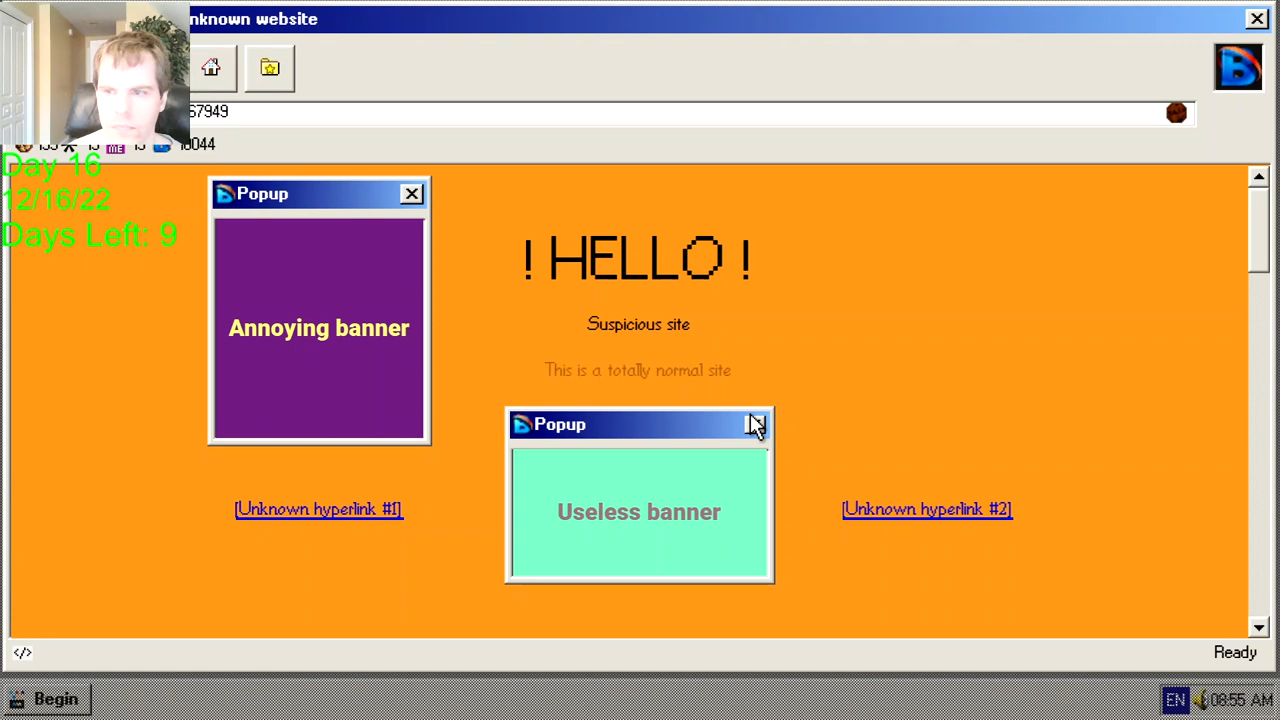 nknown website
67949
Day 16
12/16/22
Days Left: 9
Popup
Annoying banner
! HELLO !
Suspicious site
This is a totally normal site
Popup
Useless banner
[Unknown hyperlink #1]
[Unknown hyperlink #2]
</>
Ready
Begin
EN
08:55 AM